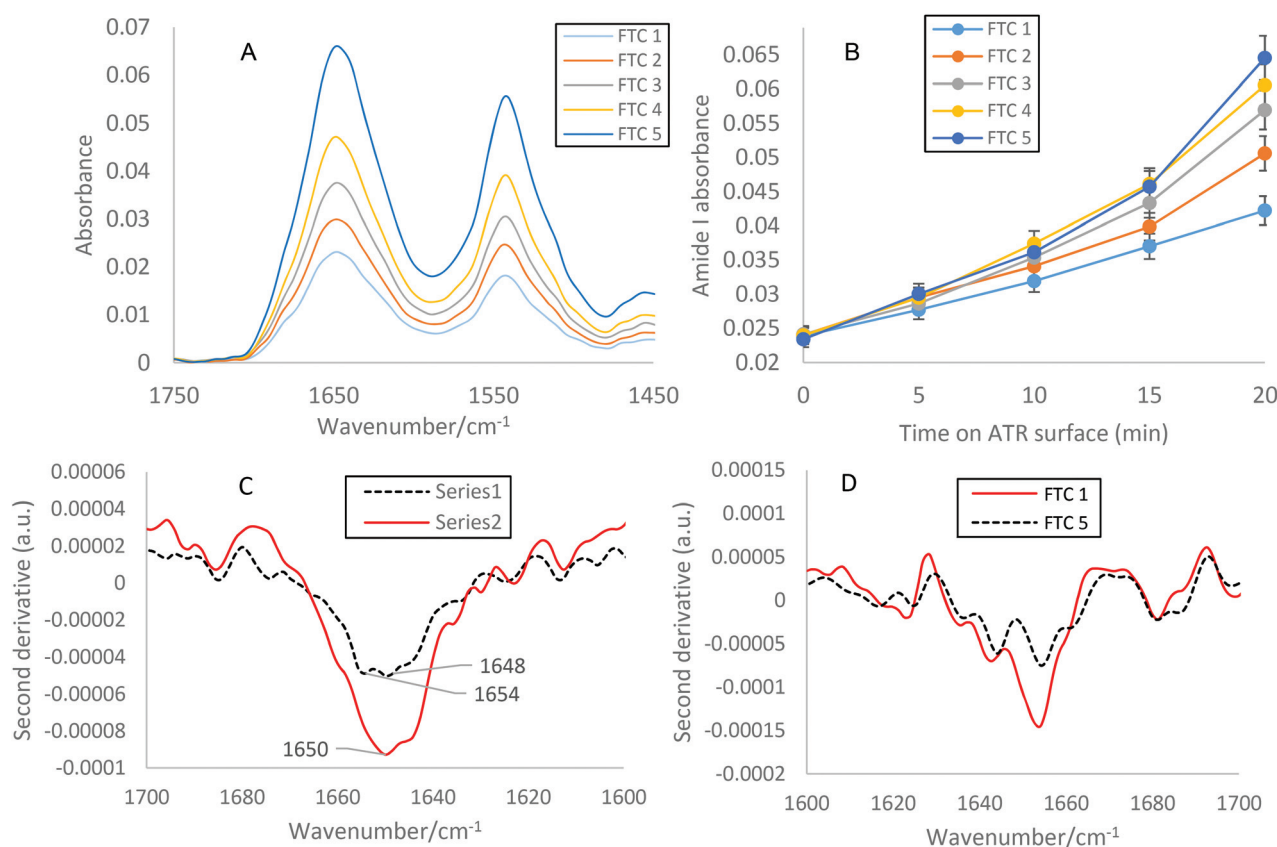 A
0.07
0.06
0.05
0.04
0.03
0.02
0.01
0
Absorbance
1750
1650
1550
1450
Wavenumber/cm⁻¹
FTC 1
FTC 2
FTC 3
FTC 4
FTC 5
B
0.065
0.06
0.055
0.05
0.045
0.04
0.035
0.03
0.025
0.02
Amide I absorbance
0
5
10
15
20
Time on ATR surface (min)
FTC 1
FTC 2
FTC 3
FTC 4
FTC 5
C
0.00006
0.00004
0.00002
0
-0.00002
-0.00004
-0.00006
-0.00008
-0.0001
Second derivative (a.u.)
Series1
Series2
1648
1654
1650
1700
1680
1660
1640
1620
1600
Wavenumber/cm⁻¹
D
0.00015
0.0001
0.00005
0
-0.00005
-0.0001
-0.00015
-0.0002
Second derivative (a.u.)
FTC 1
FTC 5
1600
1620
1640
1660
1680
1700
Wavenumber/cm⁻¹